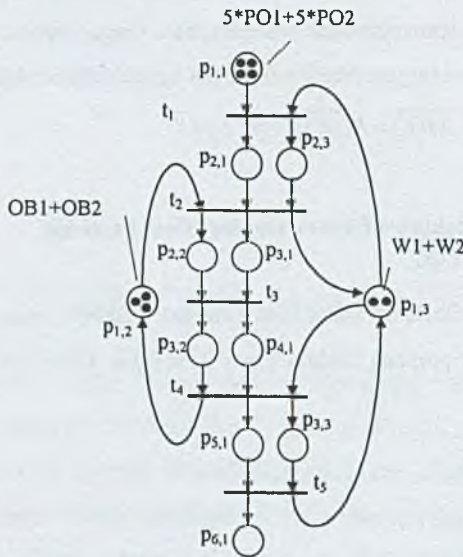 5*PO1+5*PO2
p1,1
t1
p2,1
p2,3
t2
OB1+OB2
p2,2
p3,1
W1+W2
t3
p1,2
p1,3
p3,2
p4,1
t4
p3,3
p5,1
t5
p6,1